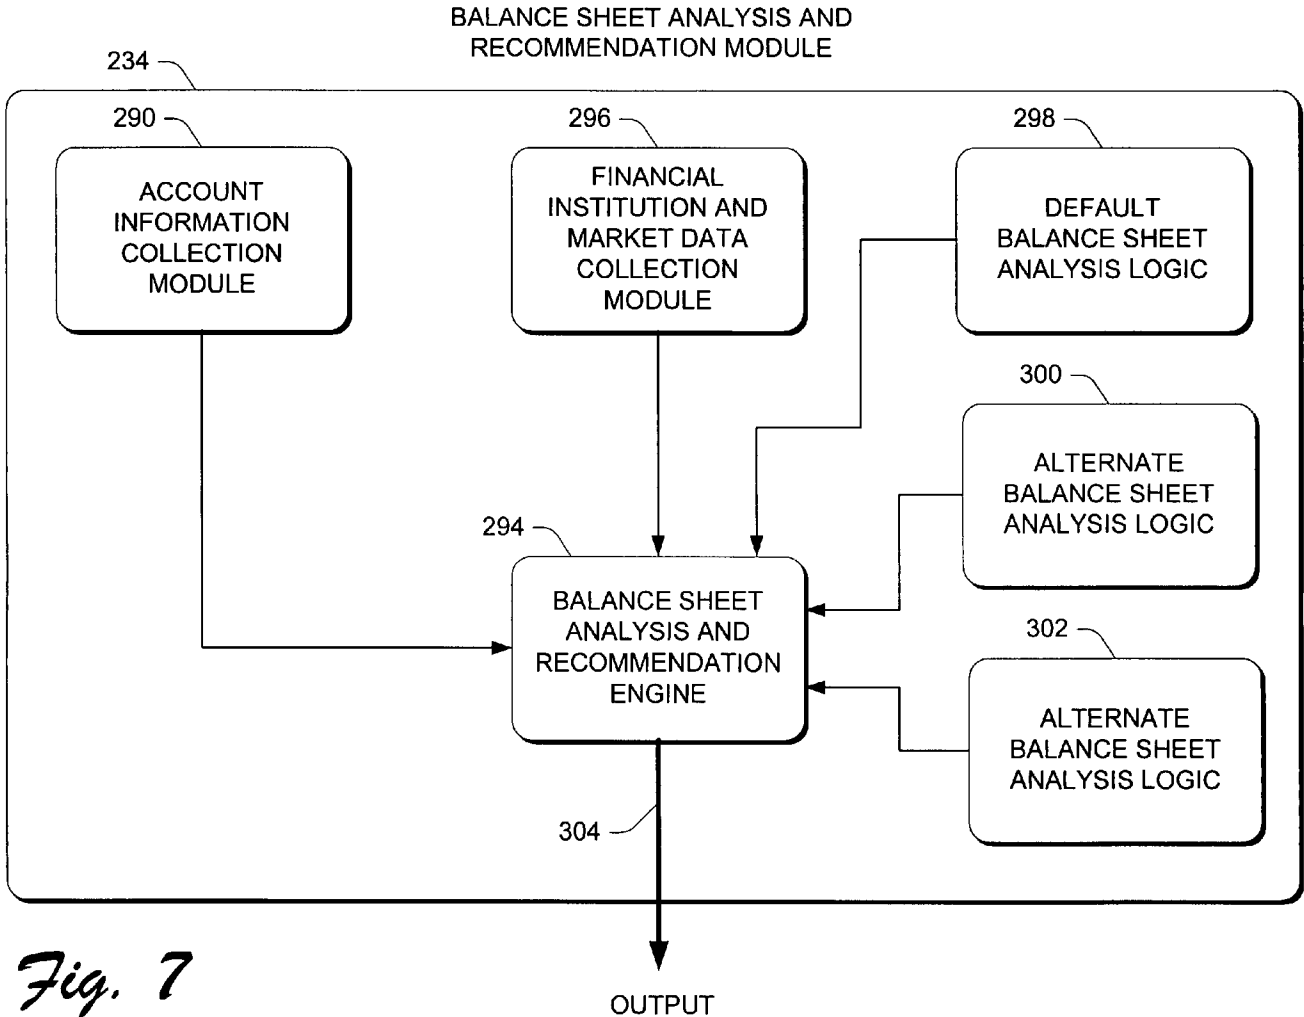 BALANCE SHEET ANALYSIS AND
RECOMMENDATION MODULE
234
290
ACCOUNT
INFORMATION
COLLECTION
MODULE
296
FINANCIAL
INSTITUTION AND
MARKET DATA
COLLECTION
MODULE
298
DEFAULT
BALANCE SHEET
ANALYSIS LOGIC
300
ALTERNATE
BALANCE SHEET
ANALYSIS LOGIC
294
BALANCE SHEET
ANALYSIS AND
RECOMMENDATION
ENGINE
302
ALTERNATE
BALANCE SHEET
ANALYSIS LOGIC
304
OUTPUT
Fig. 7